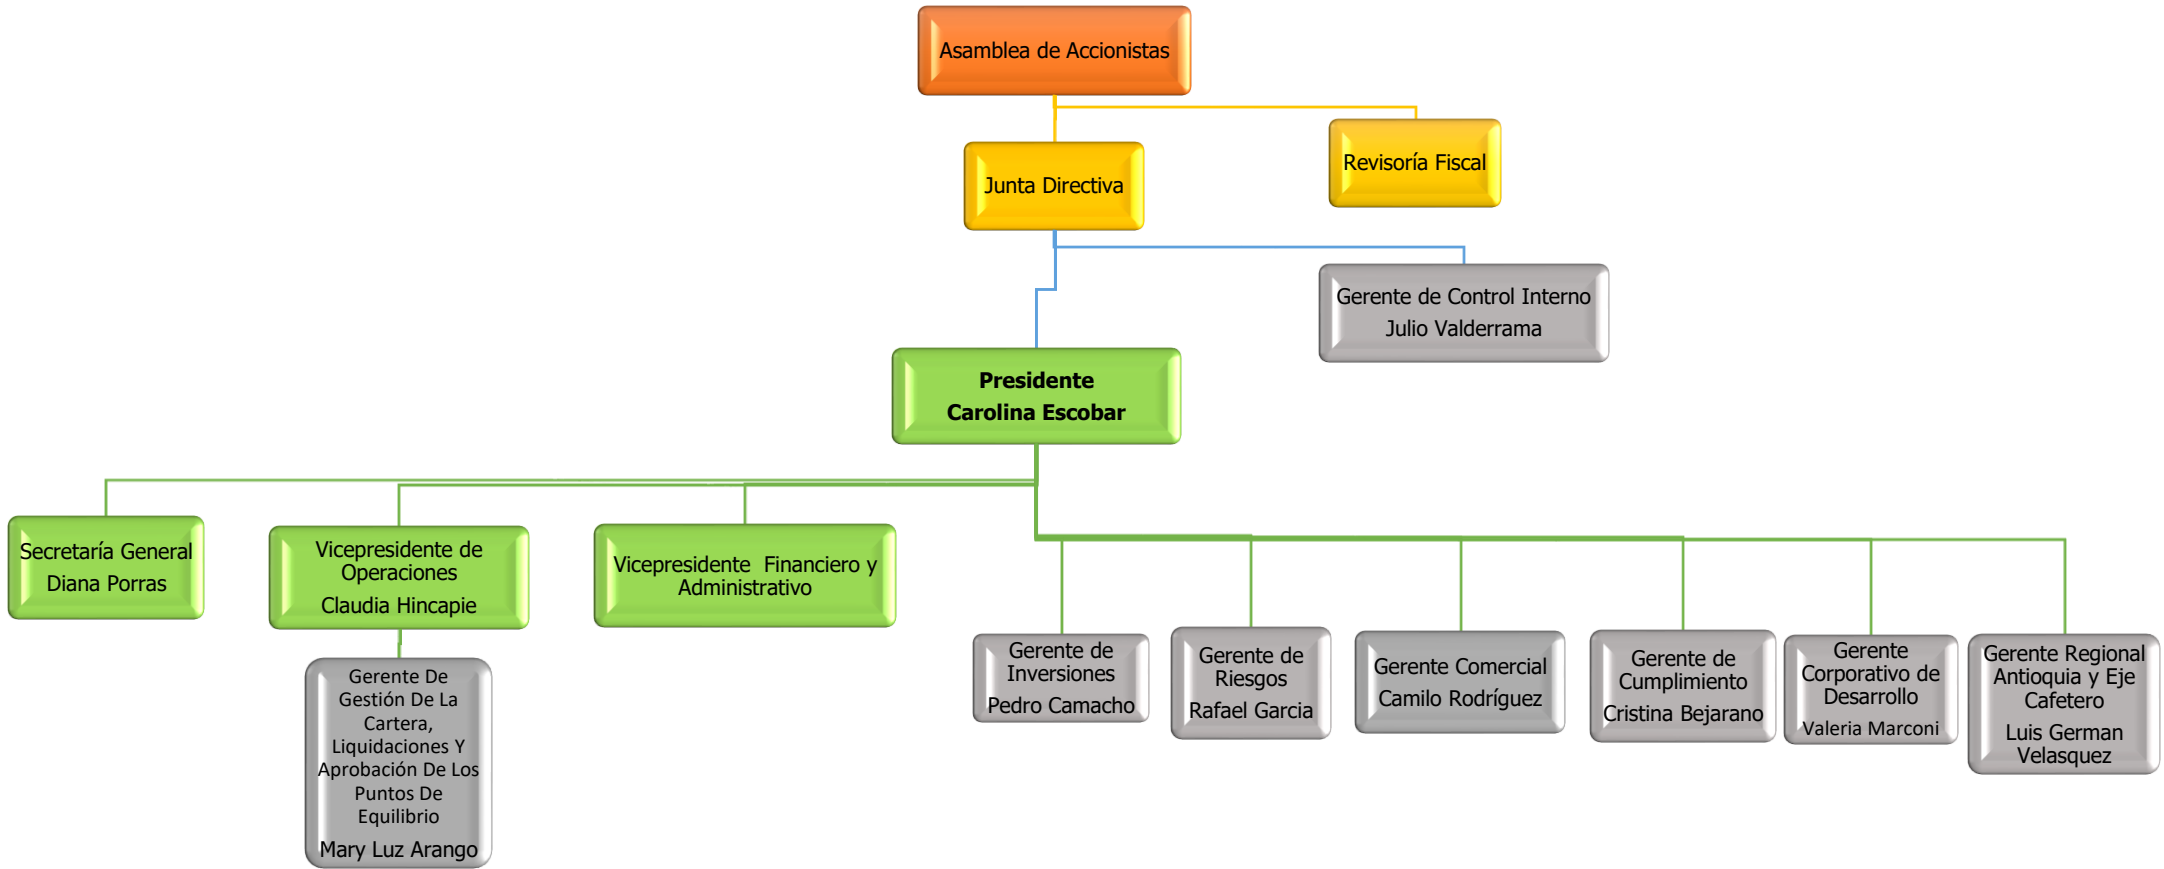 Asamblea de Accionistas
Revisoría Fiscal
Junta Directiva
Gerente de Control Interno
Julio Valderrama
Presidente
Carolina Escobar
Secretaría General
Diana Porras
Vicepresidente de
Operaciones
Claudia Hincapie
Vicepresidente  Financiero y
Administrativo
Gerente De
Gestión De La
Cartera,
Liquidaciones Y
Aprobación De Los
Puntos De
Equilibrio
Mary Luz Arango
Gerente de
Inversiones
Pedro Camacho
Gerente de
Riesgos
Rafael Garcia
Gerente Comercial
Camilo Rodríguez
Gerente de
Cumplimiento
Cristina Bejarano
Gerente
Corporativo de
Desarrollo
Valeria Marconi
Gerente Regional
Antioquia y Eje
Cafetero
Luis German
Velasquez